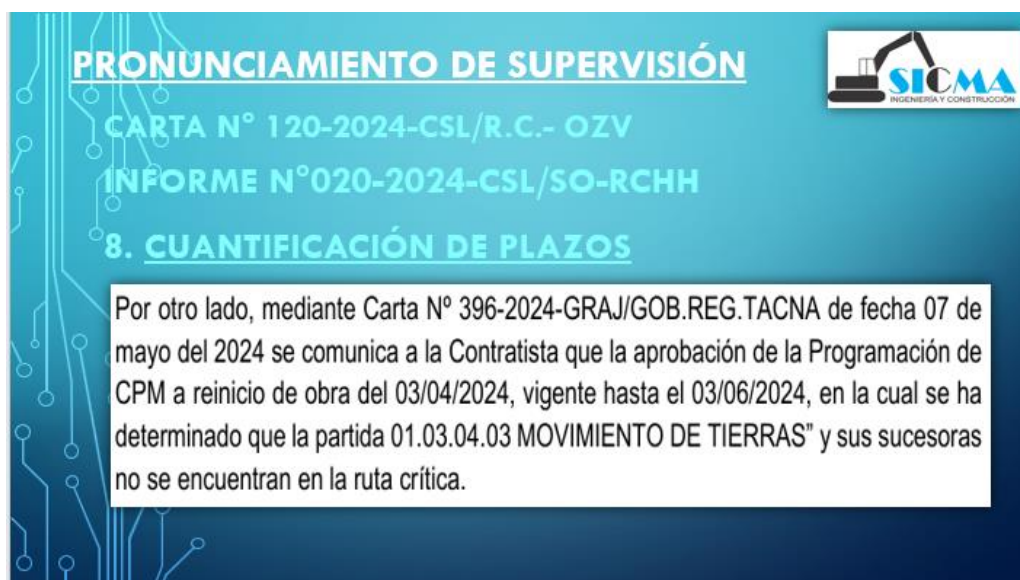 PRONUNCIAMIENTO DE SUPERVISIÓN
SICMA
INGENIERÍA Y CONSTRUCCIÓN
CARTA N° 120-2024-CSL/R.C.- OZV
INFORME N°020-2024-CSL/SO-RCHH
8. CUANTIFICACIÓN DE PLAZOS
Por otro lado, mediante Carta Nº 396-2024-GRAJ/GOB.REG.TACNA de fecha 07 de
mayo del 2024 se comunica a la Contratista que la aprobación de la Programación de
CPM a reinicio de obra del 03/04/2024, vigente hasta el 03/06/2024, en la cual se ha
determinado que la partida 01.03.04.03 MOVIMIENTO DE TIERRAS” y sus sucesoras
no se encuentran en la ruta crítica.